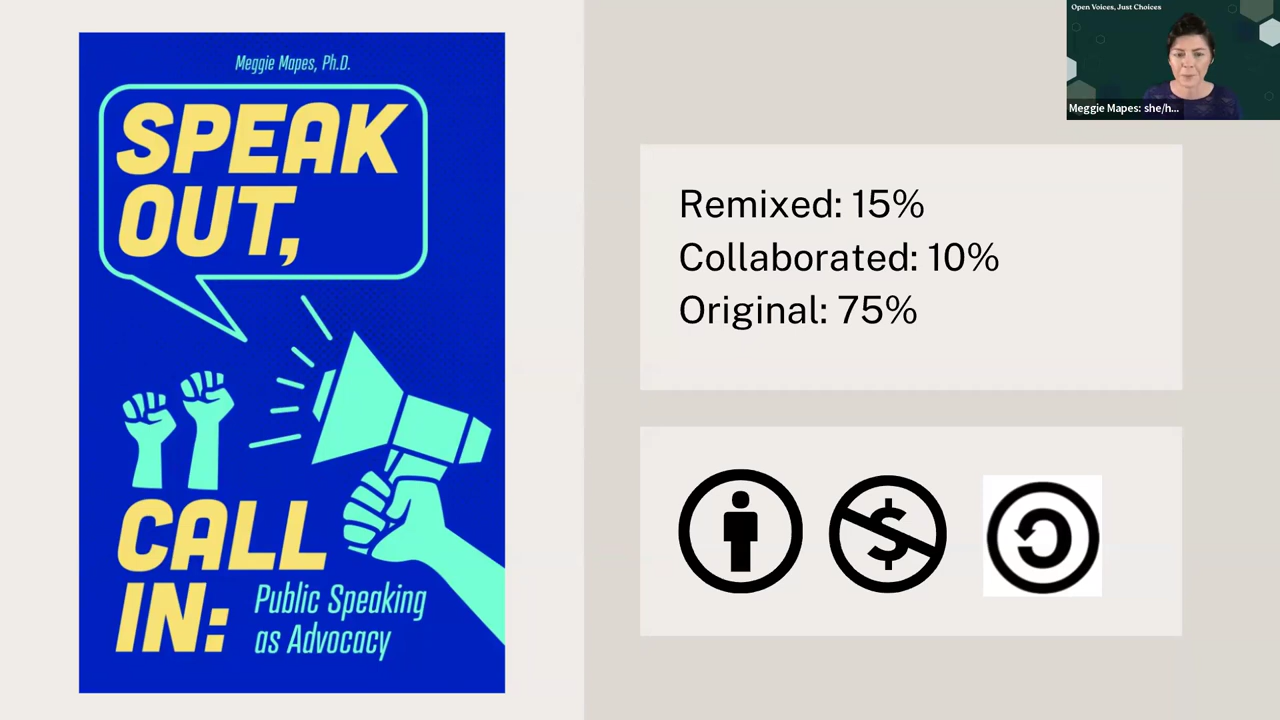 Meggie Mapes, Ph.D.
SPEAK
OUT,
CALL
IN:
Public Speaking
as Advocacy
Open Voices, Just Choices
Meggie Mapes: she/h...
Remixed: 15%
Collaborated: 10%
Original: 75%